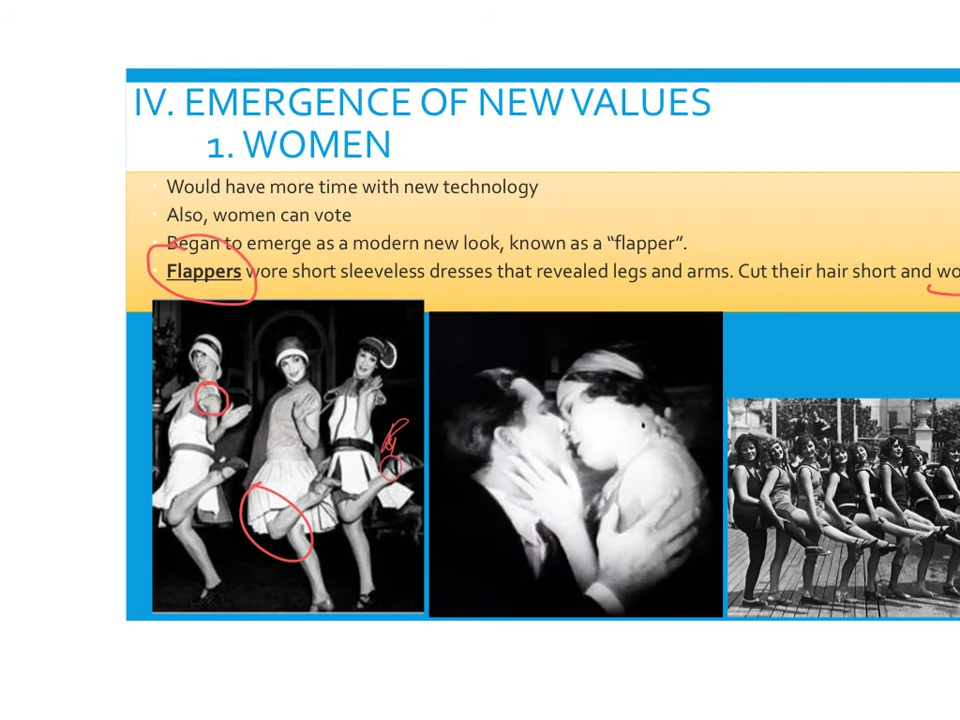 IV. EMERGENCE OF NEW VALUES
1. WOMEN
Would have more time with new technology
Also, women can vote
Began to emerge as a modern new look, known as a “flapper”.
Flappers wore short sleeveless dresses that revealed legs and arms. Cut their hair short and wo